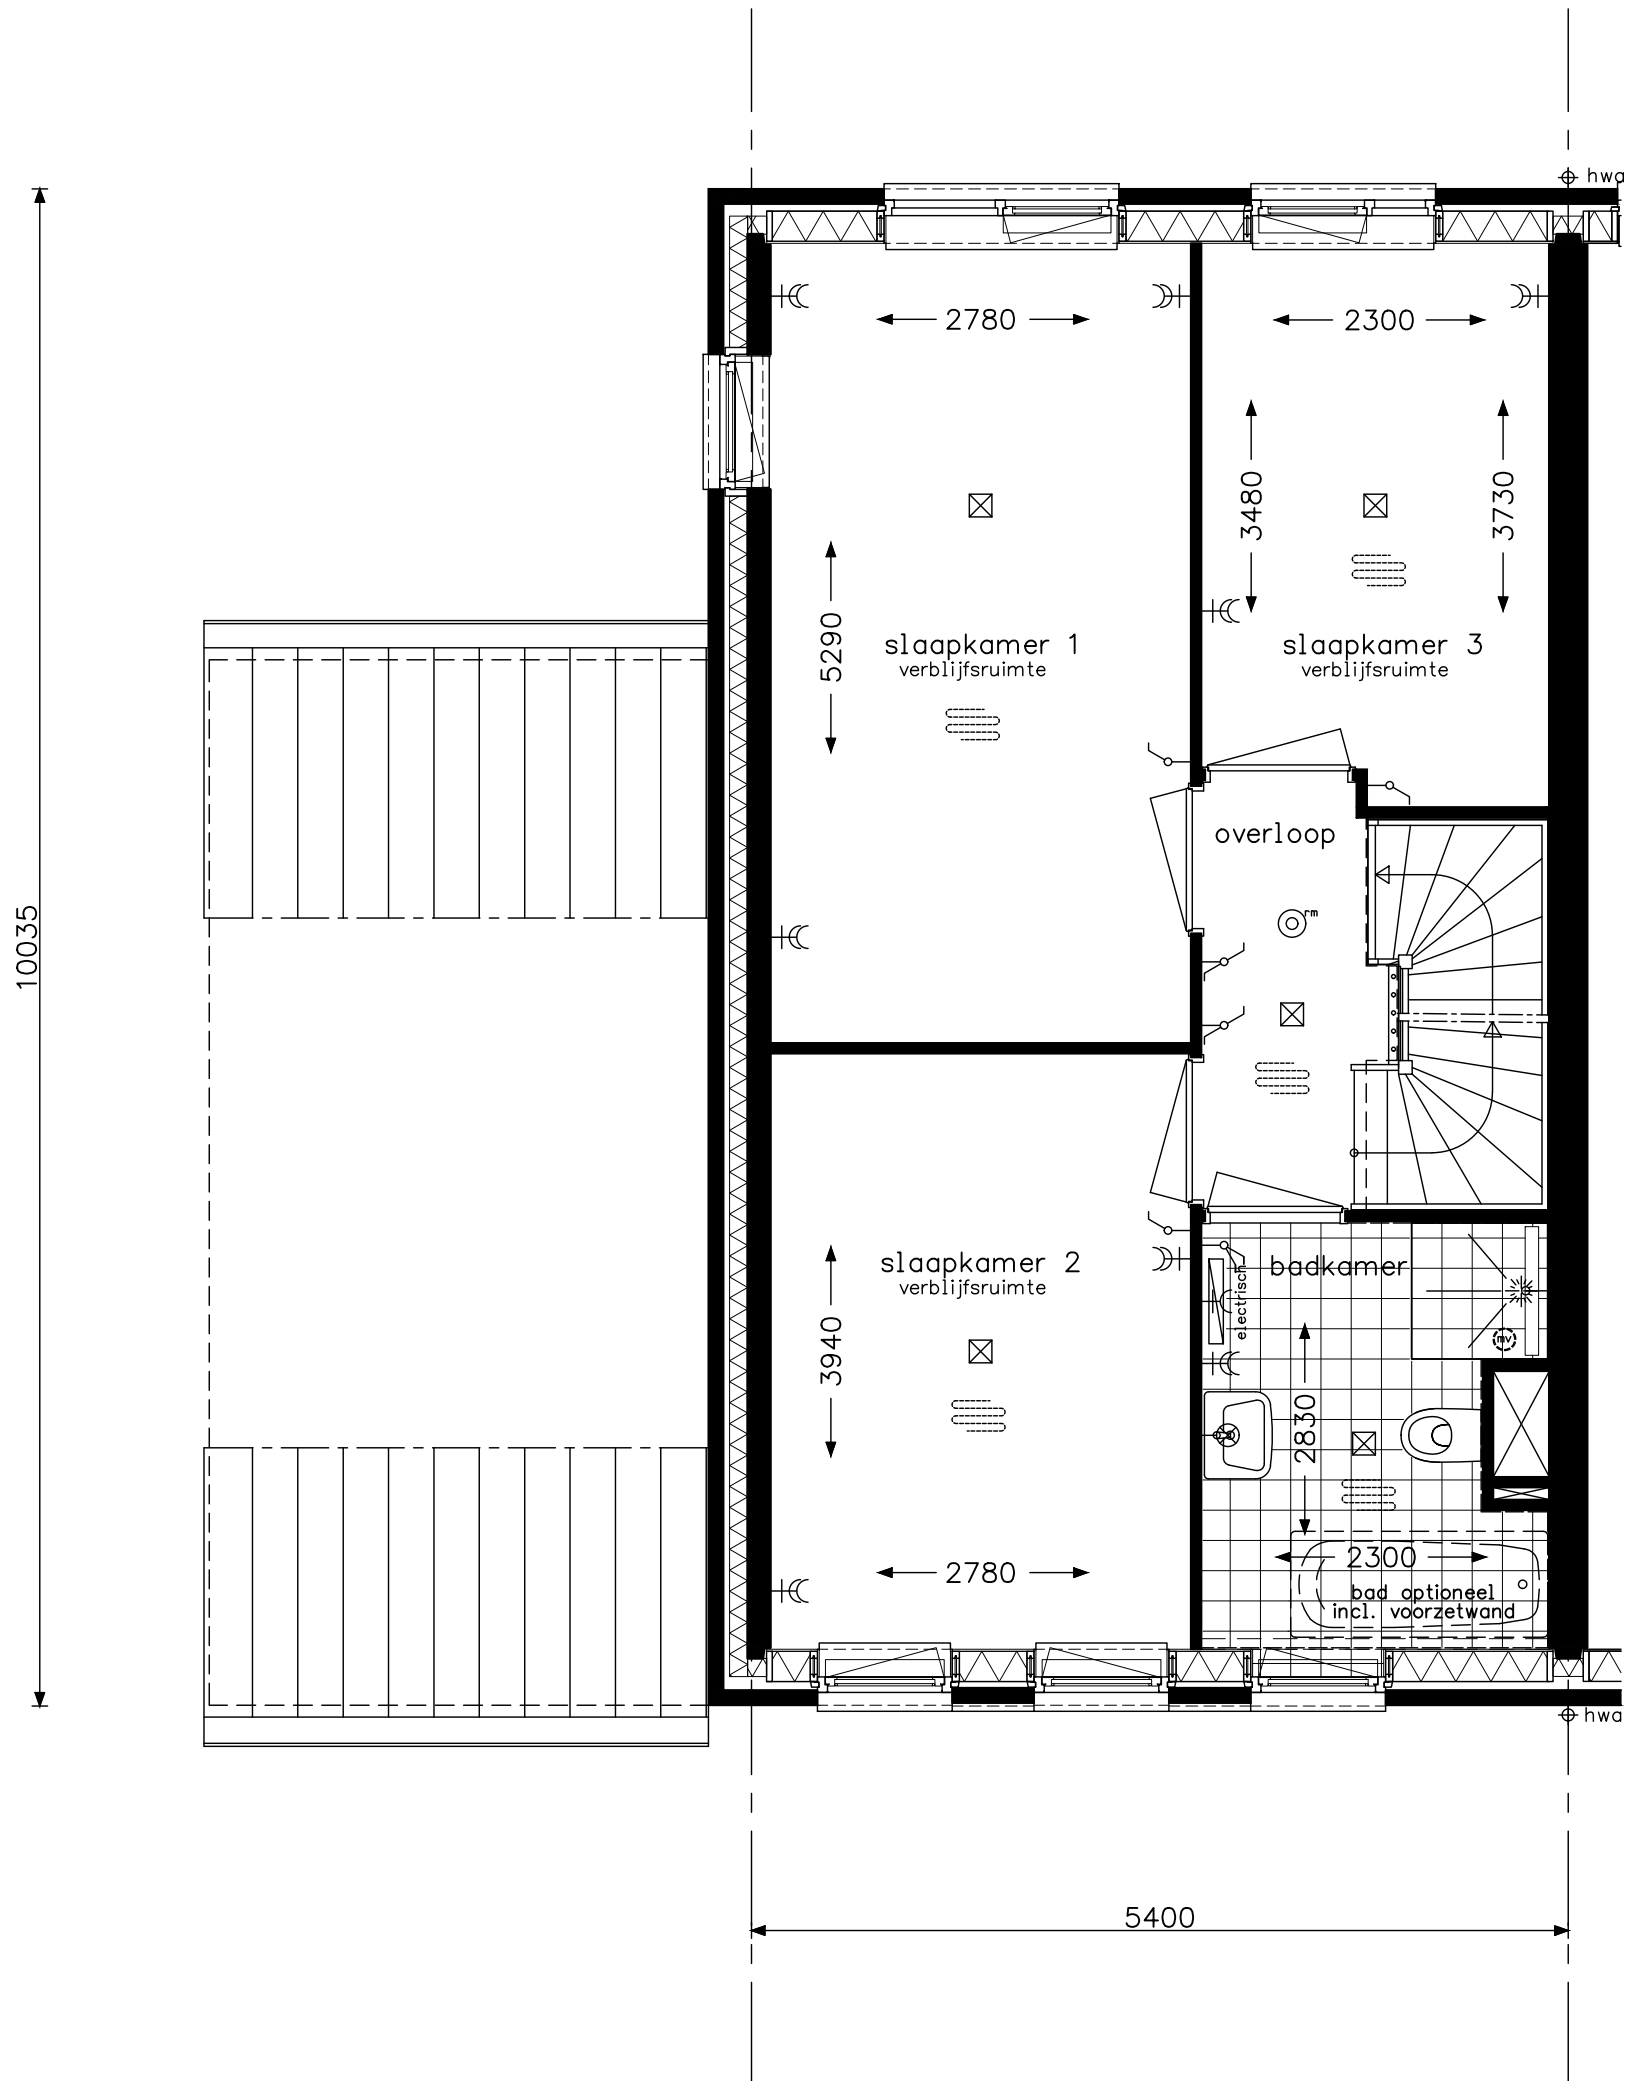 hwa
2780
2300
3480
3730
5290
slaapkamer 1
verblijfsruimte
slaapkamer 3
verblijfsruimte
overloop
rm
10035
slaapkamer 2
verblijfsruimte
badkamer
electrisch
mv
3940
2830
2300
2780
bad optioneel
incl. voorzetwand
hwa
5400